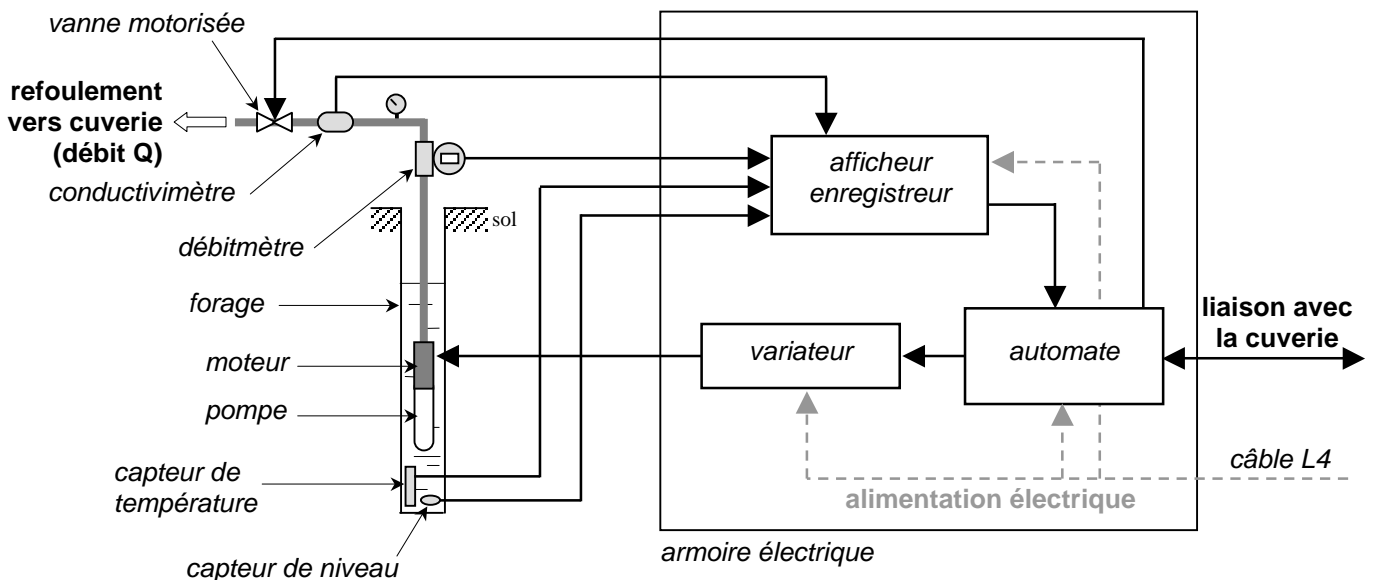 vanne motorisée
refoulement
vers cuverie
(débit Q)
conductivimètre
débitmètre
sol
forage
moteur
pompe
capteur de
température
capteur de niveau
afficheur
enregistreur
variateur
automate
liaison avec
la cuverie
câble L4
alimentation électrique
armoire électrique